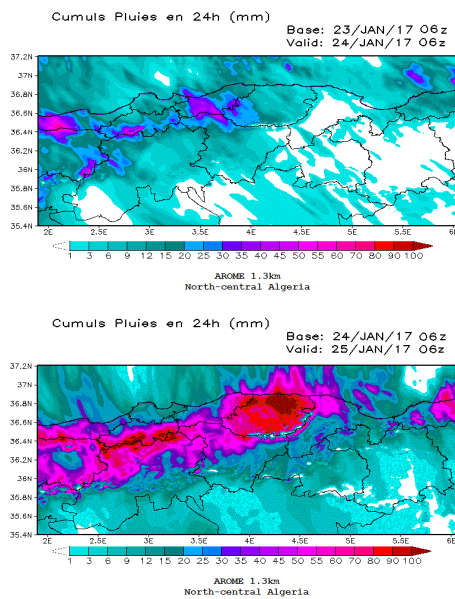 Cumuls Pluies en 24h (mm)
Base: 23/JAN/17 06z
Valid: 24/JAN/17 06z
37.2N
37N
36.8N
36.6N
36.4N
36.2N
36N
35.8N
35.6N
35.4N
2E 2.5E 3E 3.5E 4E 4.5E 5E 5.5E 6E
1 3 6 9 12 15 20 25 30 35 40 45 50 60 70 80 90 100
AROME 1.3km
North-central Algeria
Cumuls Pluies en 24h (mm)
Base: 24/JAN/17 06z
Valid: 25/JAN/17 06z
37.2N
37N
36.8N
36.6N
36.4N
36.2N
36N
35.8N
35.6N
35.4N
2E 2.5E 3E 3.5E 4E 4.5E 5E 5.5E 6E
1 3 6 9 12 15 20 25 30 35 40 45 50 60 70 80 90 100
AROME 1.3km
North-central Algeria